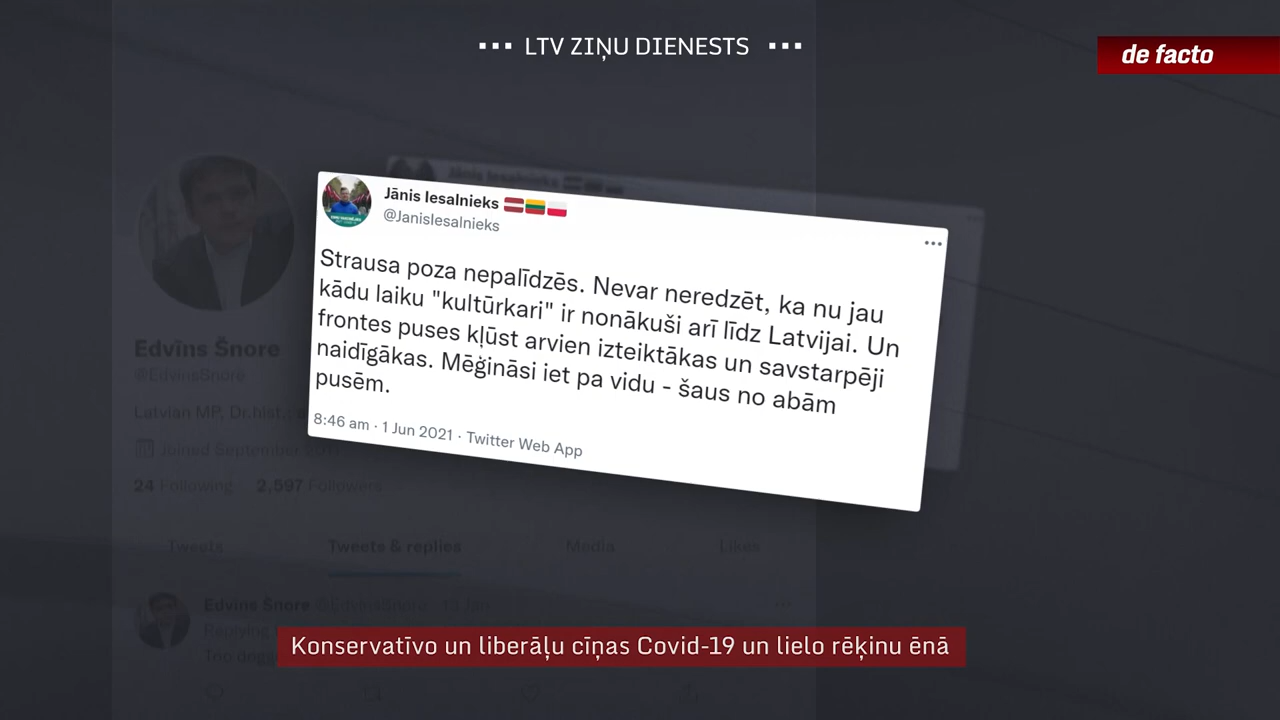 LTV ZIŅU DIENESTS
de facto
Jānis Iesalnieks
@JanisIesalnieks
Strausa poza nepalīdzēs. Nevar neredzēt, ka nu jau
kādu laiku "kultūrkari" ir nonākuši arī līdz Latvijai. Un
frontes puses kļūst arvien izteiktākas un savstarpēji
naidīgākas. Mēģināsi iet pa vidu - šaus no abām
pusēm.
8:46 am · 1 Jun 2021 · Twitter Web App
Edvīns Šnore
@EdvinsSnore
Latvian MP, Dr.hist.,
Joined September
24 Following 2,597 Followers
Tweets Tweets & replies Media Likes
Edvins Šnore
Replying
Konservatīvo un liberāļu cīņas Covid-19 un lielo rēķinu ēnā